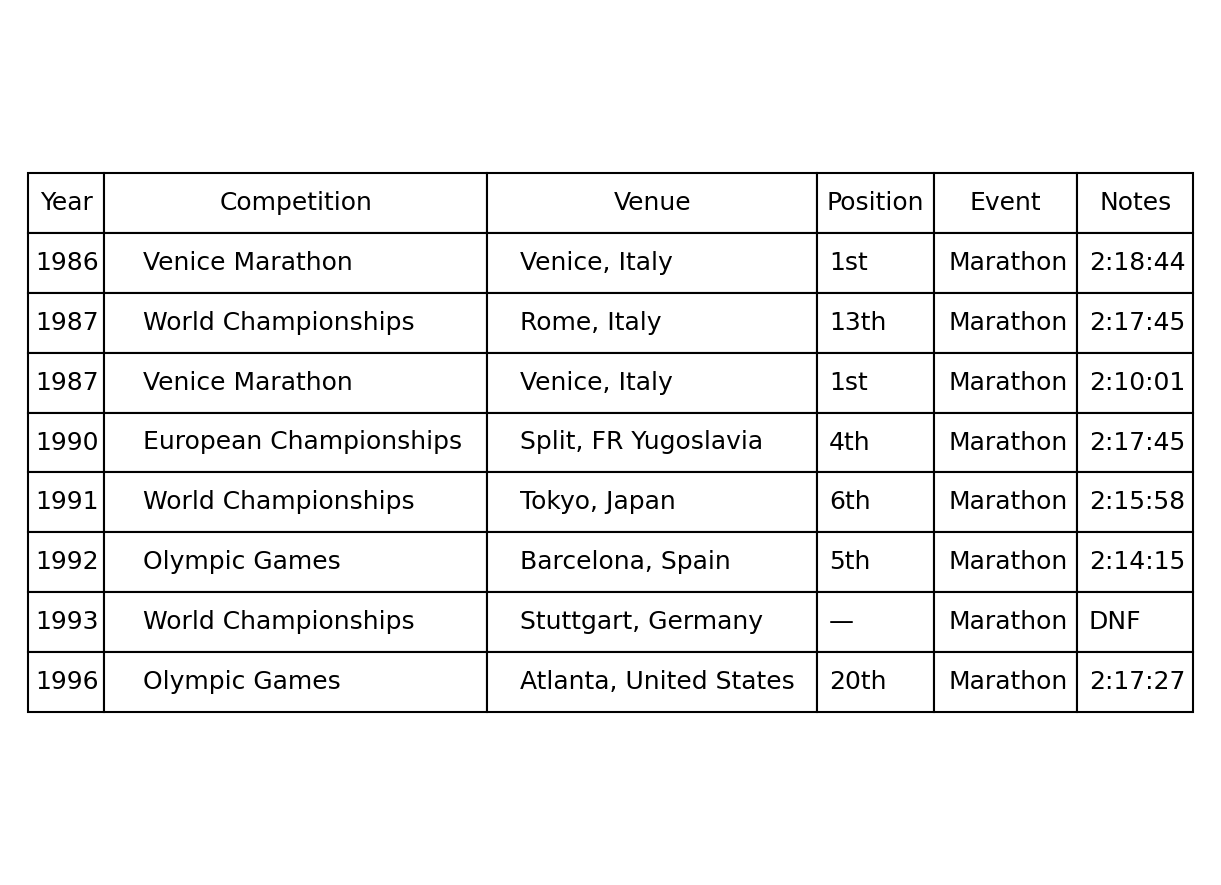 Year Competition Venue Position Event Notes
1986 Venice Marathon Venice, Italy 1st Marathon 2:18:44
1987 World Championships Rome, Italy 13th Marathon 2:17:45
1987 Venice Marathon Venice, Italy 1st Marathon 2:10:01
1990 European Championships Split, FR Yugoslavia 4th Marathon 2:17:45
1991 World Championships Tokyo, Japan 6th Marathon 2:15:58
1992 Olympic Games Barcelona, Spain 5th Marathon 2:14:15
1993 World Championships Stuttgart, Germany — Marathon DNF
1996 Olympic Games Atlanta, United States 20th Marathon 2:17:27